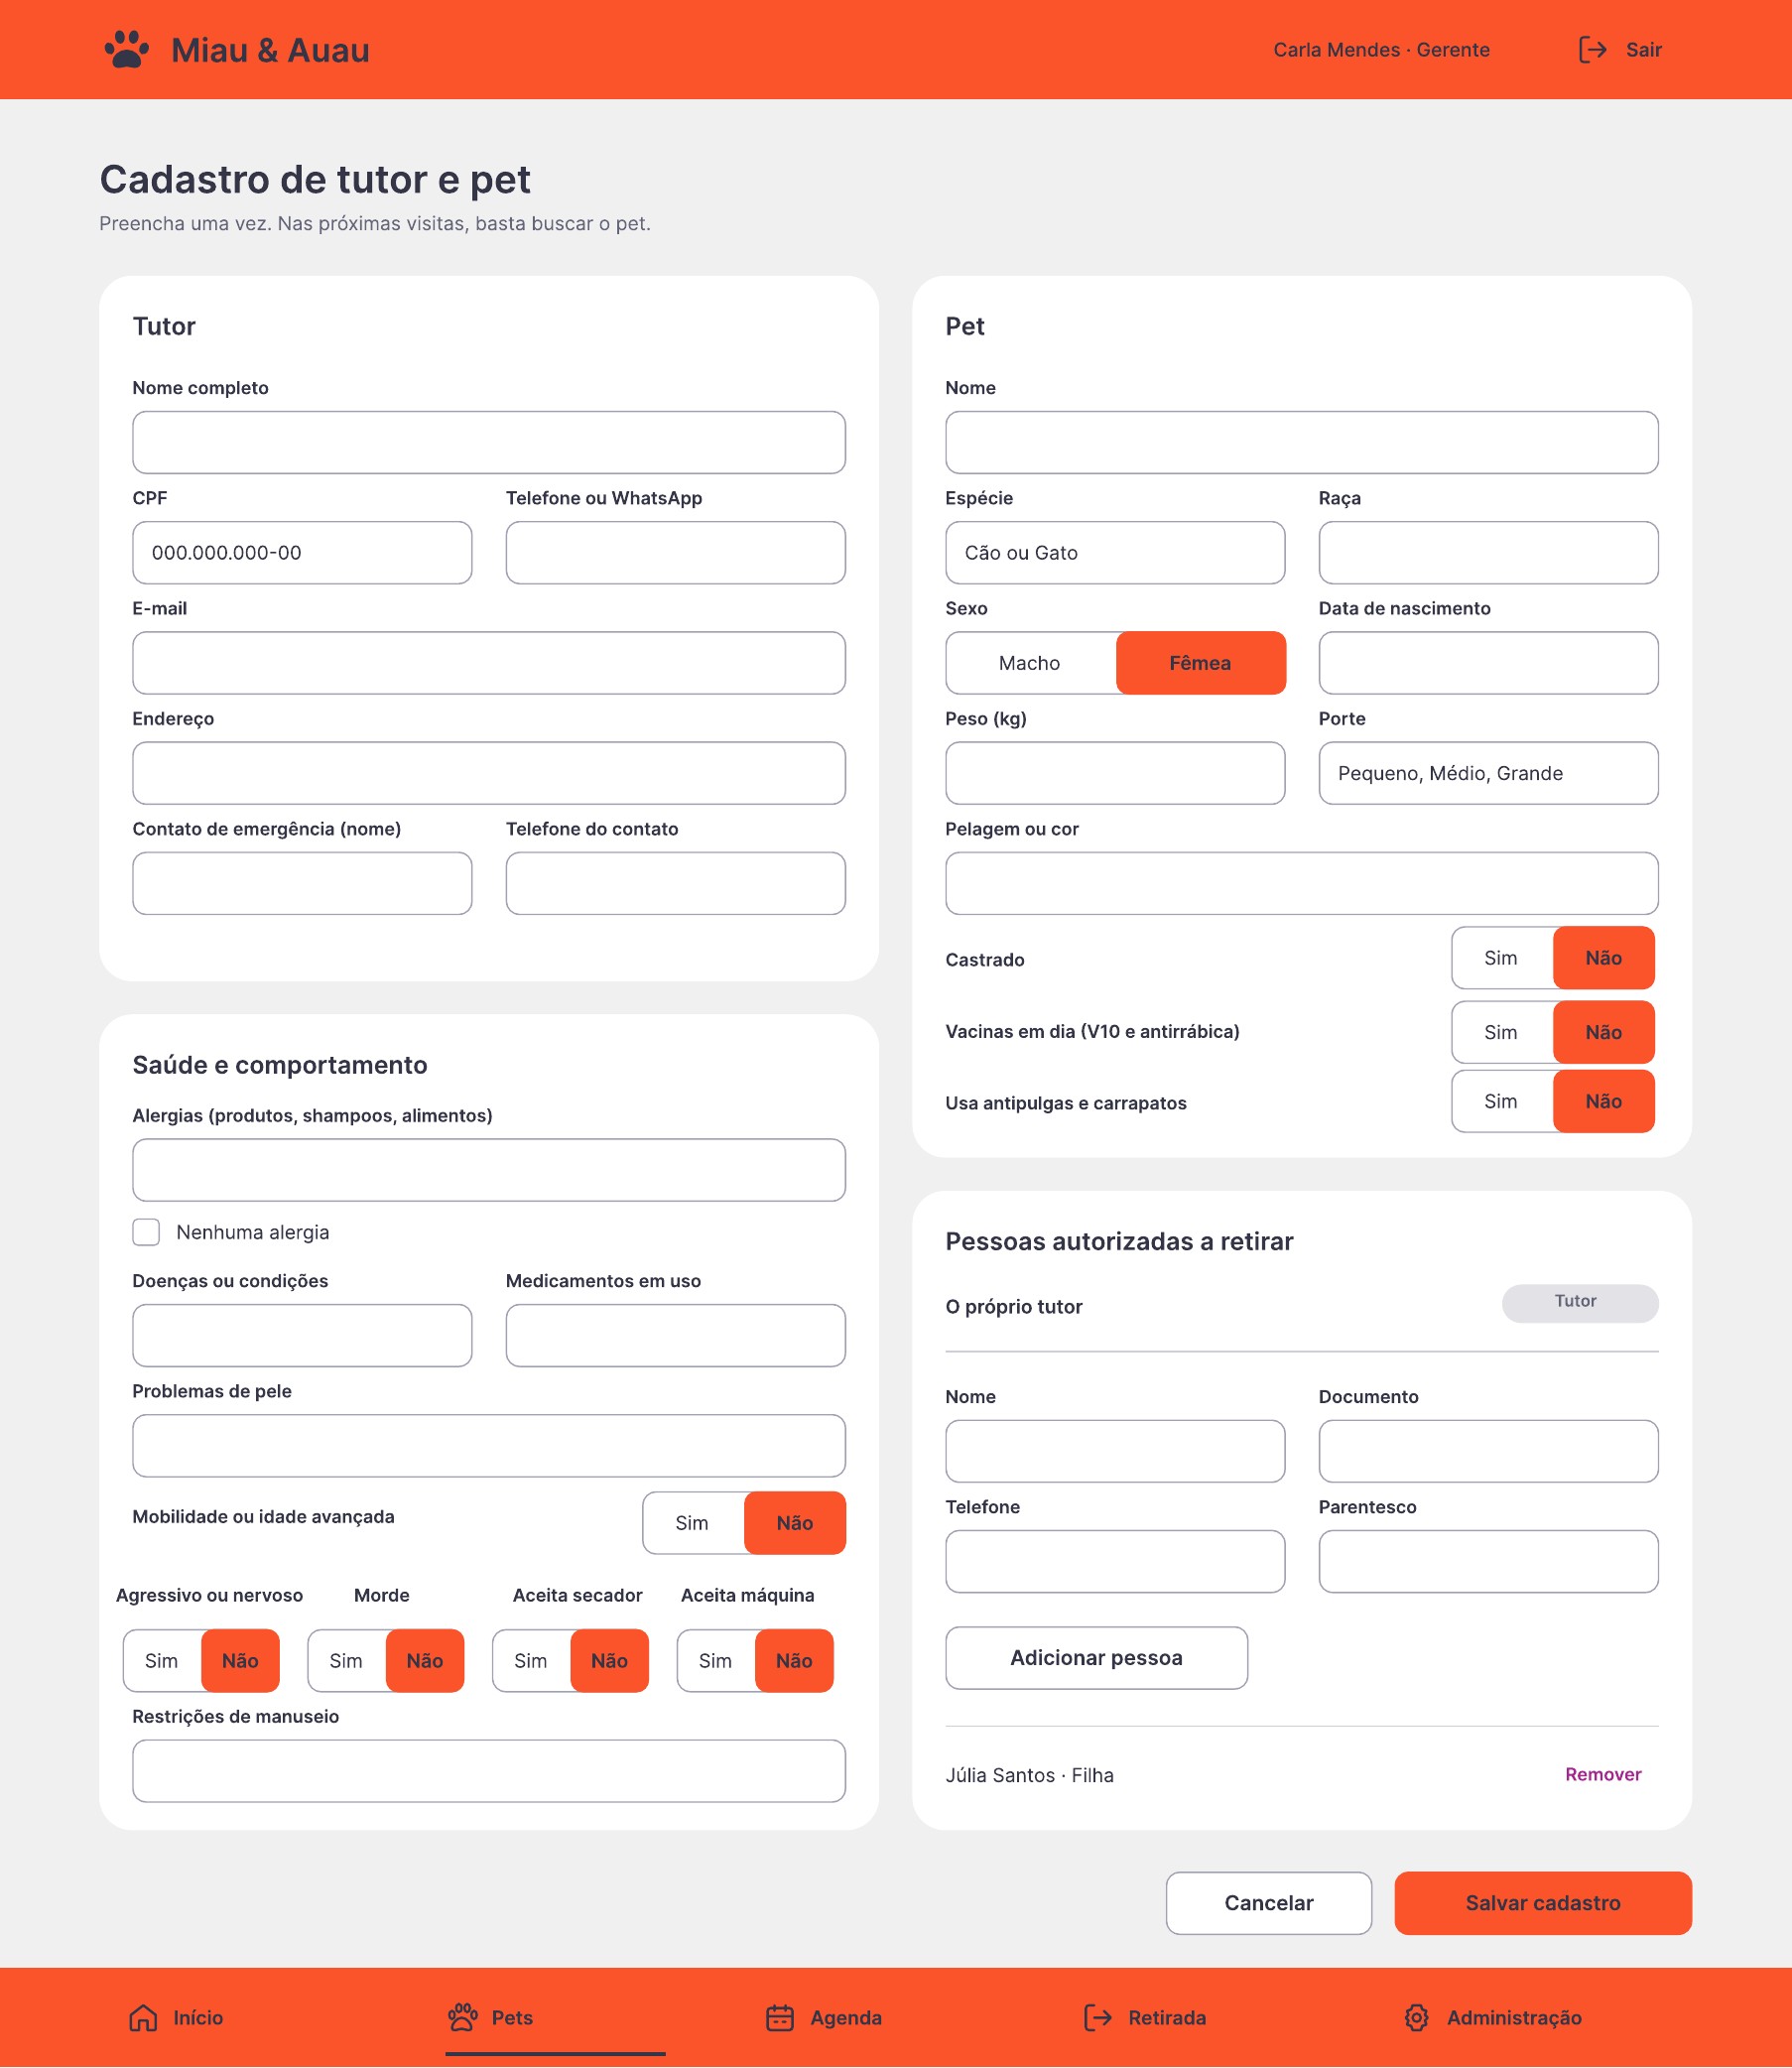 Miau & Auau
Carla Mendes · Gerente
Sair
Cadastro de tutor e pet
Preencha uma vez. Nas próximas visitas, basta buscar o pet.
Tutor
Nome completo
CPF
Telefone ou WhatsApp
000.000.000-00
E-mail
Endereço
Contato de emergência (nome)
Telefone do contato
Saúde e comportamento
Alergias (produtos, shampoos, alimentos)
Nenhuma alergia
Doenças ou condições
Medicamentos em uso
Problemas de pele
Mobilidade ou idade avançada
Sim
Não
Agressivo ou nervoso
Morde
Aceita secador
Aceita máquina
Sim
Não
Sim
Não
Sim
Não
Sim
Não
Restrições de manuseio
Pet
Nome
Espécie
Raça
Cão ou Gato
Sexo
Data de nascimento
Macho
Fêmea
Peso (kg)
Porte
Pequeno, Médio, Grande
Pelagem ou cor
Castrado
Sim
Não
Vacinas em dia (V10 e antirrábica)
Sim
Não
Usa antipulgas e carrapatos
Sim
Não
Pessoas autorizadas a retirar
O próprio tutor
Tutor
Nome
Documento
Telefone
Parentesco
Adicionar pessoa
Júlia Santos · Filha
Remover
Cancelar
Salvar cadastro
Início
Pets
Agenda
Retirada
Administração